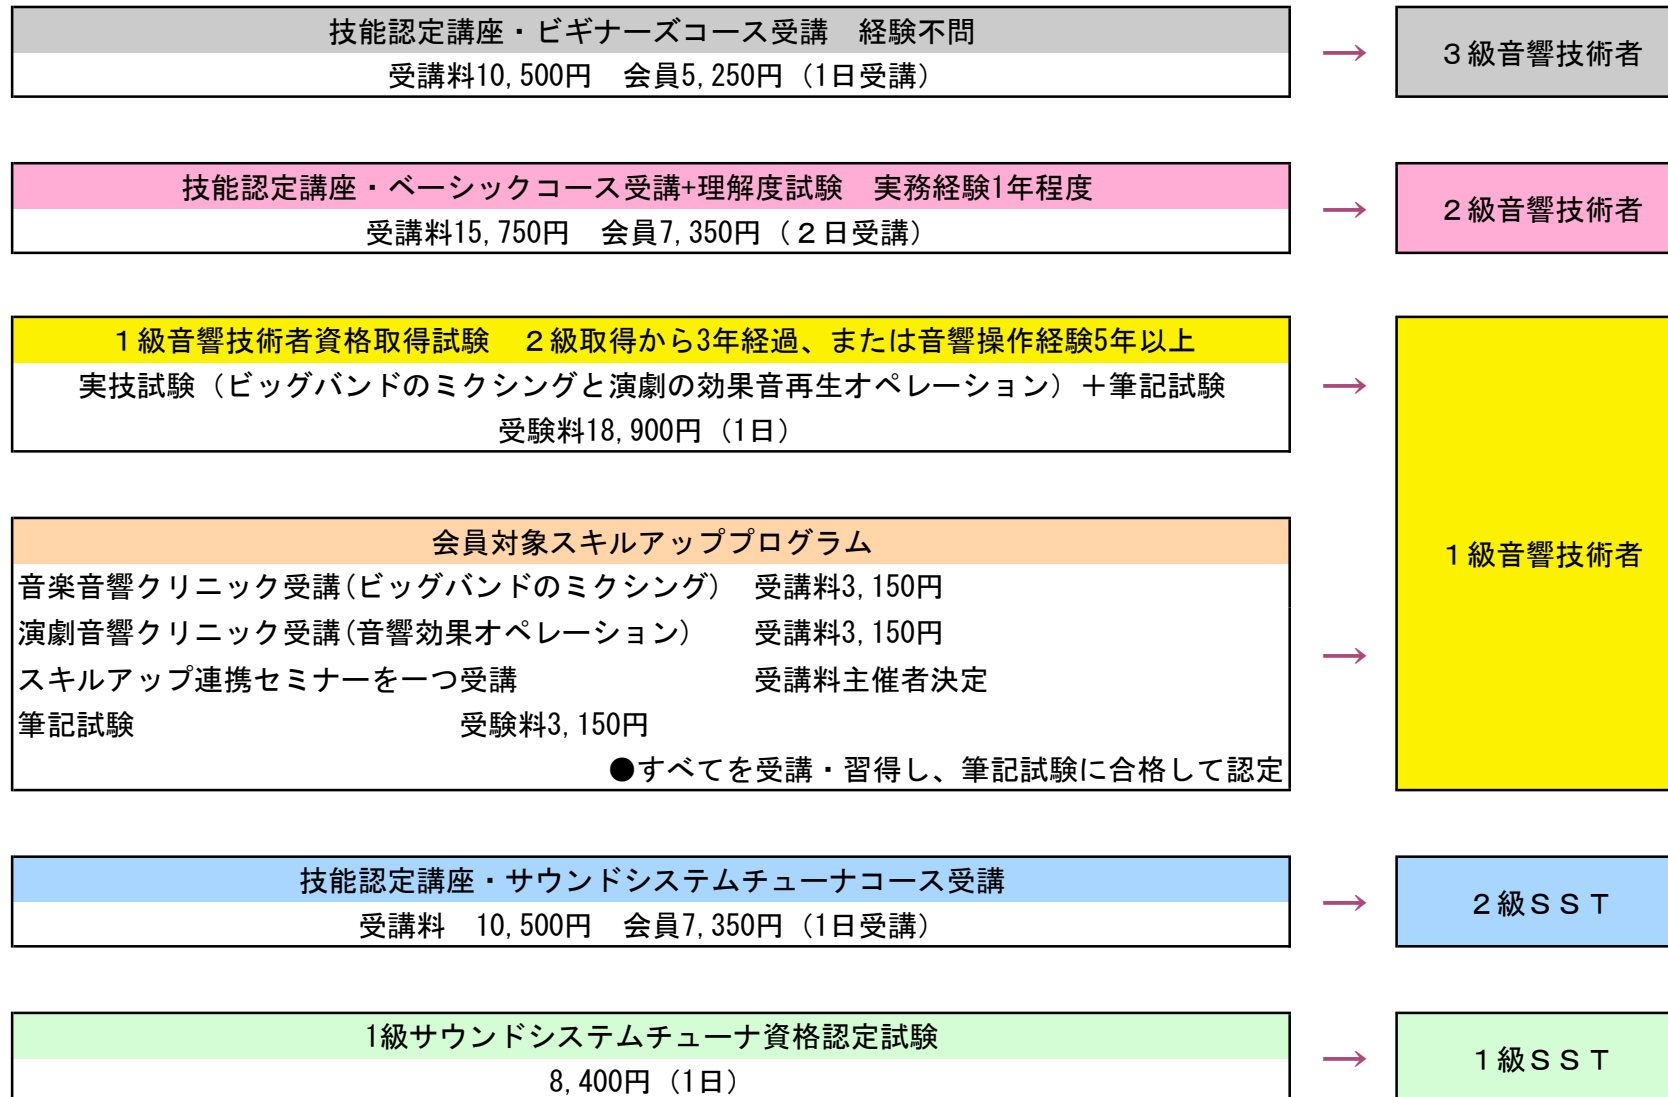 技能認定講座・ビギナーズコース受講　経験不問
受講料10,500円　会員5,250円（1日受講）
→
３級音響技術者
技能認定講座・ベーシックコース受講+理解度試験　実務経験1年程度
受講料15,750円　会員7,350円（２日受講）
→
２級音響技術者
１級音響技術者資格取得試験　２級取得から3年経過、または音響操作経験5年以上
実技試験（ビッグバンドのミクシングと演劇の効果音再生オペレーション）＋筆記試験
受験料18,900円（1日）
→
会員対象スキルアッププログラム
音楽音響クリニック受講(ビッグバンドのミクシング)　受講料3,150円
演劇音響クリニック受講(音響効果オペレーション)　受講料3,150円
スキルアップ連携セミナーを一つ受講　受講料主催者決定
筆記試験　受験料3,150円
●すべてを受講・習得し、筆記試験に合格して認定
→
１級音響技術者
技能認定講座・サウンドシステムチューナコース受講
受講料　10,500円　会員7,350円（1日受講）
→
２級ＳＳＴ
1級サウンドシステムチューナ資格認定試験
8,400円（1日）
→
１級ＳＳＴ